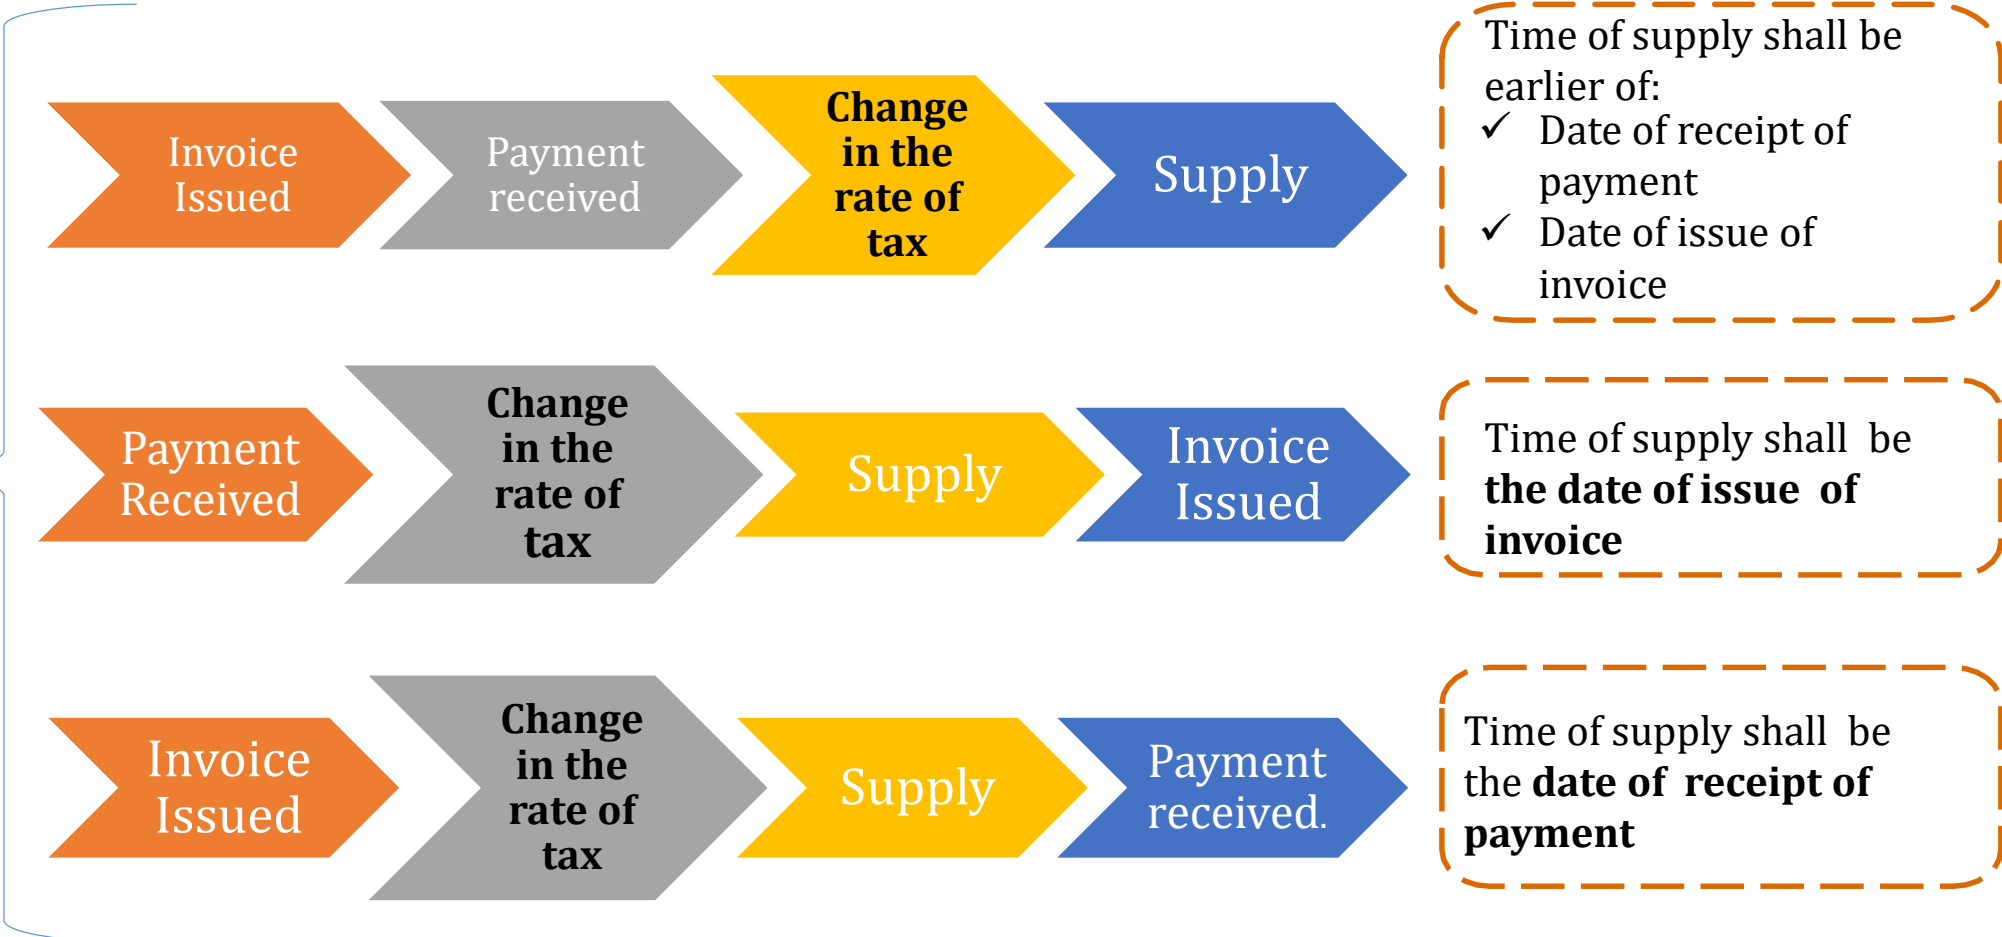 Invoice
Issued
Payment
received
Change
in the
rate of
tax
Supply
Time of supply shall be
earlier of:
✓ Date of receipt of
payment
✓ Date of issue of
invoice
Payment
Received
Change
in the
rate of
tax
Supply
Invoice
Issued
Time of supply shall be
the date of issue of
invoice
Invoice
Issued
Change
in the
rate of
tax
Supply
Payment
received.
Time of supply shall be
the date of receipt of
payment